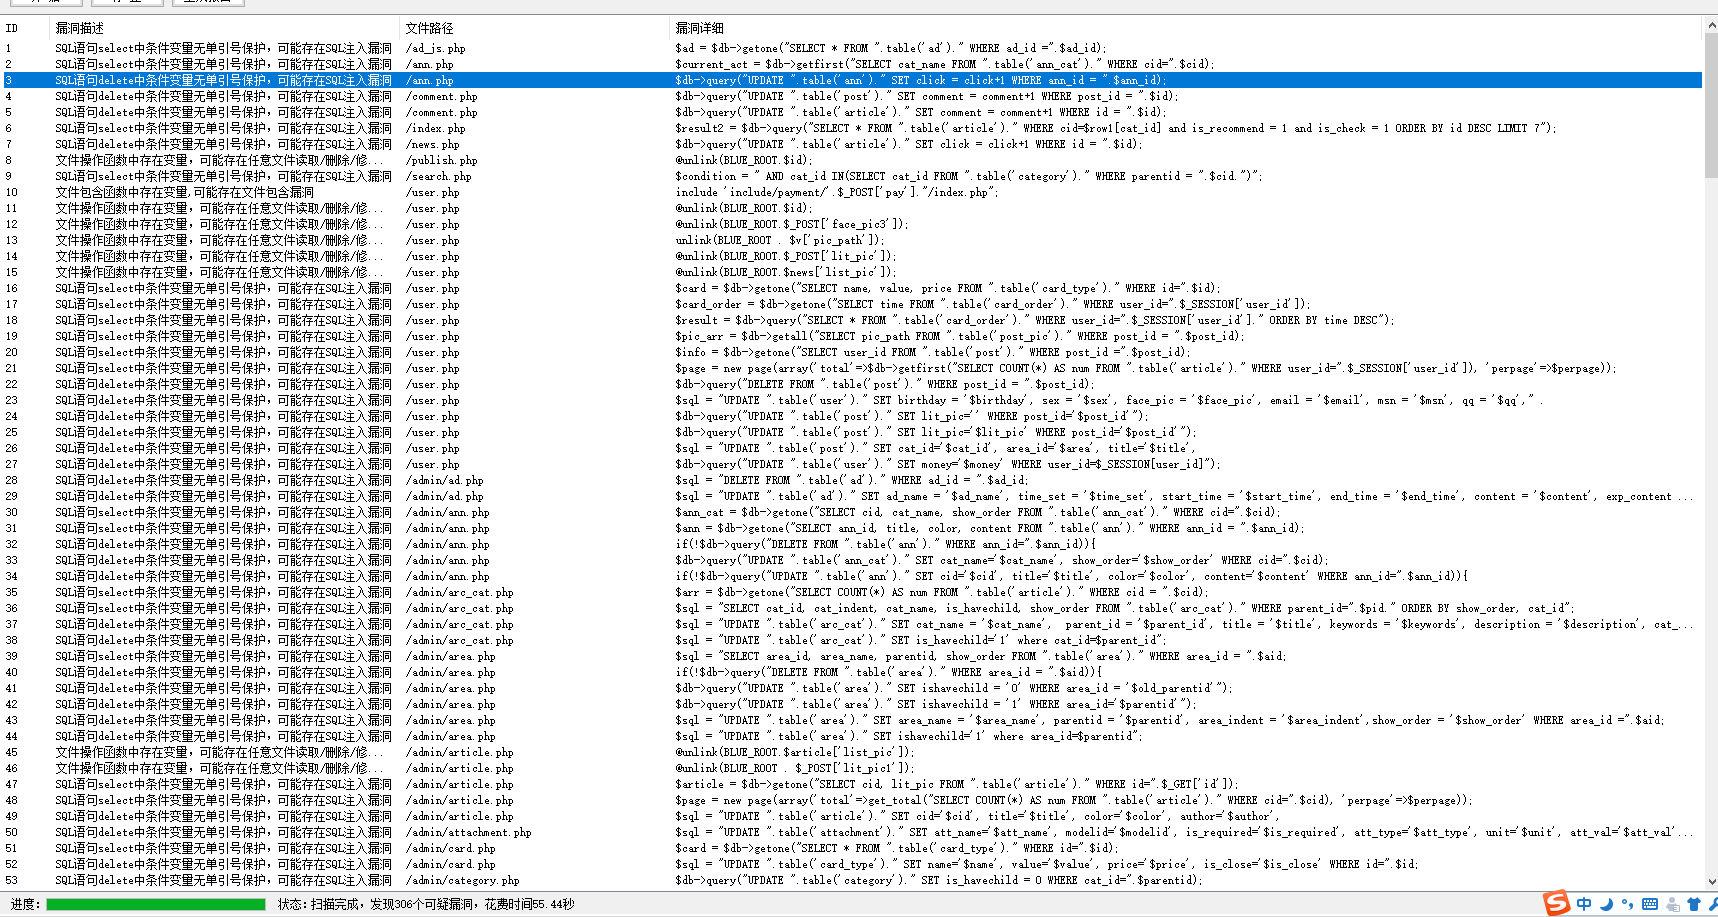 ID 漏洞描述 文件路径 漏洞详细
1 SQL语句select中条件变量无单引号保护，可能存在SQL注入漏洞 /ad_js.php $ad = $db->getone("SELECT * FROM ".table('ad')." WHERE ad_id =".$ad_id);
2 SQL语句select中条件变量无单引号保护，可能存在SQL注入漏洞 /ann.php $current_act = $db->getfirst("SELECT cat_name FROM ".table('ann_cat')." WHERE cid=".$cid);
3 SQL语句delete中条件变量无单引号保护，可能存在SQL注入漏洞 /ann.php $db->query("UPDATE ".table('ann')." SET click = click+1 WHERE ann_id = ".$ann_id);
4 SQL语句delete中条件变量无单引号保护，可能存在SQL注入漏洞 /comment.php $db->query("UPDATE ".table('post')." SET comment = comment+1 WHERE post_id = ".$id);
5 SQL语句delete中条件变量无单引号保护，可能存在SQL注入漏洞 /comment.php $db->query("UPDATE ".table('article')." SET comment = comment+1 WHERE id = ".$id);
6 SQL语句select中条件变量无单引号保护，可能存在SQL注入漏洞 /index.php $result2 = $db->query("SELECT * FROM ".table('article')." WHERE cid=$row1[cat_id] and is_recommend = 1 and is_check = 1 ORDER BY id DESC LIMIT 7");
7 SQL语句delete中条件变量无单引号保护，可能存在SQL注入漏洞 /news.php $db->query("UPDATE ".table('article')." SET click = click+1 WHERE id = ".$id);
8 文件操作函数中存在变量，可能存在任意文件读取/删除/修... /publish.php @unlink(BLUE_ROOT.$id);
9 SQL语句select中条件变量无单引号保护，可能存在SQL注入漏洞 /search.php $condition = " AND cat_id IN(SELECT cat_id FROM ".table('category')." WHERE parentid = ".$cid.")";
10 文件包含函数中存在变量,可能存在文件包含漏洞 /user.php include 'include/payment/'.$_POST['pay']."/index.php";
11 文件操作函数中存在变量，可能存在任意文件读取/删除/修... /user.php @unlink(BLUE_ROOT.$id);
12 文件操作函数中存在变量，可能存在任意文件读取/删除/修... /user.php @unlink(BLUE_ROOT.$_POST['face_pic3']);
13 文件操作函数中存在变量，可能存在任意文件读取/删除/修... /user.php unlink(BLUE_ROOT . $v['pic_path']);
14 文件操作函数中存在变量，可能存在任意文件读取/删除/修... /user.php @unlink(BLUE_ROOT.$_POST['lit_pic']);
15 文件操作函数中存在变量，可能存在任意文件读取/删除/修... /user.php @unlink(BLUE_ROOT.$news['list_pic']);
16 SQL语句select中条件变量无单引号保护，可能存在SQL注入漏洞 /user.php $card = $db->getone("SELECT name, value, price FROM ".table('card_type')." WHERE id=".$id);
17 SQL语句select中条件变量无单引号保护，可能存在SQL注入漏洞 /user.php $card_order = $db->getone("SELECT time FROM ".table('card_order')." WHERE user_id=".$_SESSION['user_id']);
18 SQL语句select中条件变量无单引号保护，可能存在SQL注入漏洞 /user.php $result = $db->query("SELECT * FROM ".table('card_order')." WHERE user_id=".$_SESSION['user_id']." ORDER BY time DESC");
19 SQL语句select中条件变量无单引号保护，可能存在SQL注入漏洞 /user.php $pic_arr = $db->getall("SELECT pic_path FROM ".table('post_pic')." WHERE post_id = ".$post_id);
20 SQL语句select中条件变量无单引号保护，可能存在SQL注入漏洞 /user.php $info = $db->getone("SELECT user_id FROM ".table('post')." WHERE post_id =".$post_id);
21 SQL语句select中条件变量无单引号保护，可能存在SQL注入漏洞 /user.php $page = new page(array('total'=>$db->getfirst("SELECT COUNT(*) AS num FROM ".table('article')." WHERE user_id=".$_SESSION['user_id']), 'perpage'=>$perpage));
22 SQL语句delete中条件变量无单引号保护，可能存在SQL注入漏洞 /user.php $db->query("DELETE FROM ".table('post')." WHERE post_id = ".$post_id);
23 SQL语句delete中条件变量无单引号保护，可能存在SQL注入漏洞 /user.php $sql = "UPDATE ".table('user')." SET birthday = '$birthday', sex = '$sex', face_pic = '$face_pic', email = '$email', msn = '$msn', qq = '$qq'," .
24 SQL语句delete中条件变量无单引号保护，可能存在SQL注入漏洞 /user.php $db->query("UPDATE ".table('post')." SET lit_pic='' WHERE post_id='$post_id'");
25 SQL语句delete中条件变量无单引号保护，可能存在SQL注入漏洞 /user.php $db->query("UPDATE ".table('post')." SET lit_pic='$lit_pic' WHERE post_id='$post_id'");
26 SQL语句delete中条件变量无单引号保护，可能存在SQL注入漏洞 /user.php $sql = "UPDATE ".table('post')." SET cat_id='$cat_id', area_id='$area', title='$title',
27 SQL语句delete中条件变量无单引号保护，可能存在SQL注入漏洞 /user.php $db->query("UPDATE ".table('user')." SET money='$money' WHERE user_id=$_SESSION[user_id]");
28 SQL语句delete中条件变量无单引号保护，可能存在SQL注入漏洞 /admin/ad.php $sql = "DELETE FROM ".table('ad')." WHERE ad_id = ".$ad_id;
29 SQL语句delete中条件变量无单引号保护，可能存在SQL注入漏洞 /admin/ad.php $sql = "UPDATE ".table('ad')." SET ad_name = '$ad_name', time_set = '$time_set', start_time = '$start_time', end_time = '$end_time', content = '$content', exp_content ...
30 SQL语句select中条件变量无单引号保护，可能存在SQL注入漏洞 /admin/ann.php $ann_cat = $db->getone("SELECT cid, cat_name, show_order FROM ".table('ann_cat')." WHERE cid=".$cid);
31 SQL语句select中条件变量无单引号保护，可能存在SQL注入漏洞 /admin/ann.php $ann = $db->getone("SELECT ann_id, title, color, content FROM ".table('ann')." WHERE ann_id = ".$ann_id);
32 SQL语句delete中条件变量无单引号保护，可能存在SQL注入漏洞 /admin/ann.php if(!$db->query("DELETE FROM ".table('ann')." WHERE ann_id=".$ann_id)){
33 SQL语句delete中条件变量无单引号保护，可能存在SQL注入漏洞 /admin/ann.php $db->query("UPDATE ".table('ann_cat')." SET cat_name='$cat_name', show_order='$show_order' WHERE cid=".$cid);
34 SQL语句delete中条件变量无单引号保护，可能存在SQL注入漏洞 /admin/ann.php if(!$db->query("UPDATE ".table('ann')." SET cid='$cid', title='$title', color='$color', content='$content' WHERE ann_id=".$ann_id)){
35 SQL语句select中条件变量无单引号保护，可能存在SQL注入漏洞 /admin/arc_cat.php $arr = $db->getone("SELECT COUNT(*) AS num FROM ".table('article')." WHERE cid = ".$cid);
36 SQL语句select中条件变量无单引号保护，可能存在SQL注入漏洞 /admin/arc_cat.php $sql = "SELECT cat_id, cat_indent, cat_name, is_havechild, show_order FROM ".table('arc_cat')." WHERE parent_id=".$pid." ORDER BY show_order, cat_id";
37 SQL语句delete中条件变量无单引号保护，可能存在SQL注入漏洞 /admin/arc_cat.php $sql = "UPDATE ".table('arc_cat')." SET cat_name = '$cat_name', parent_id = '$parent_id', title = '$title', keywords = '$keywords', description = '$description', cat_...
38 SQL语句delete中条件变量无单引号保护，可能存在SQL注入漏洞 /admin/arc_cat.php $sql = "UPDATE ".table('arc_cat')." SET is_havechild='1' where cat_id=$parent_id";
39 SQL语句select中条件变量无单引号保护，可能存在SQL注入漏洞 /admin/area.php $sql = "SELECT area_id, area_name, parentid, show_order FROM ".table('area')." WHERE area_id = ".$aid;
40 SQL语句delete中条件变量无单引号保护，可能存在SQL注入漏洞 /admin/area.php if(!$db->query("DELETE FROM ".table('area')." WHERE area_id = ".$aid)){
41 SQL语句delete中条件变量无单引号保护，可能存在SQL注入漏洞 /admin/area.php $db->query("UPDATE ".table('area')." SET ishavechild = '0' WHERE area_id = '$old_parentid'");
42 SQL语句delete中条件变量无单引号保护，可能存在SQL注入漏洞 /admin/area.php $db->query("UPDATE ".table('area')." SET ishavechild = '1' WHERE area_id='$parentid'");
43 SQL语句delete中条件变量无单引号保护，可能存在SQL注入漏洞 /admin/area.php $sql = "UPDATE ".table('area')." SET area_name = '$area_name', parentid = '$parentid', area_indent = '$area_indent',show_order = '$show_order' WHERE area_id =".$aid;
44 SQL语句delete中条件变量无单引号保护，可能存在SQL注入漏洞 /admin/area.php $sql = "UPDATE ".table('area')." SET ishavechild='1' where area_id=$parentid";
45 文件操作函数中存在变量，可能存在任意文件读取/删除/修... /admin/article.php @unlink(BLUE_ROOT.$article['list_pic']);
46 文件操作函数中存在变量，可能存在任意文件读取/删除/修... /admin/article.php @unlink(BLUE_ROOT . $_POST['lit_pic1']);
47 SQL语句select中条件变量无单引号保护，可能存在SQL注入漏洞 /admin/article.php $article = $db->getone("SELECT cid, lit_pic FROM ".table('article')." WHERE id=".$_GET['id']);
48 SQL语句select中条件变量无单引号保护，可能存在SQL注入漏洞 /admin/article.php $page = new page(array('total'=>get_total("SELECT COUNT(*) AS num FROM ".table('article')." WHERE cid=".$cid), 'perpage'=>$perpage));
49 SQL语句delete中条件变量无单引号保护，可能存在SQL注入漏洞 /admin/article.php $sql = "UPDATE ".table('article')." SET cid='$cid', title='$title', color='$color', author='$author',
50 SQL语句delete中条件变量无单引号保护，可能存在SQL注入漏洞 /admin/attachment.php $sql = "UPDATE ".table('attachment')." SET att_name='$att_name', modelid='$modelid', is_required='$is_required', att_type='$att_type', unit='$unit', att_val='$att_val'...
51 SQL语句select中条件变量无单引号保护，可能存在SQL注入漏洞 /admin/card.php $card = $db->getone("SELECT * FROM ".table('card_type')." WHERE id=".$id);
52 SQL语句delete中条件变量无单引号保护，可能存在SQL注入漏洞 /admin/card.php $sql = "UPDATE ".table('card_type')." SET name='$name', value='$value', price='$price', is_close='$is_close' WHERE id=".$id;
53 SQL语句delete中条件变量无单引号保护，可能存在SQL注入漏洞 /admin/category.php $db->query("UPDATE ".table('category')." SET is_havechild = 0 WHERE cat_id=".$parentid);
进度： 状态：扫描完成，发现306个可疑漏洞，花费时间55.44秒 中